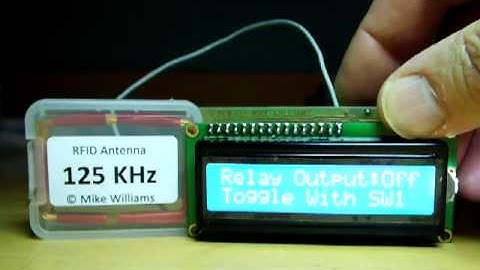 RFID Antenna
125 KHz
© Mike Williams
Relay Output:Off
Toggle With SW1